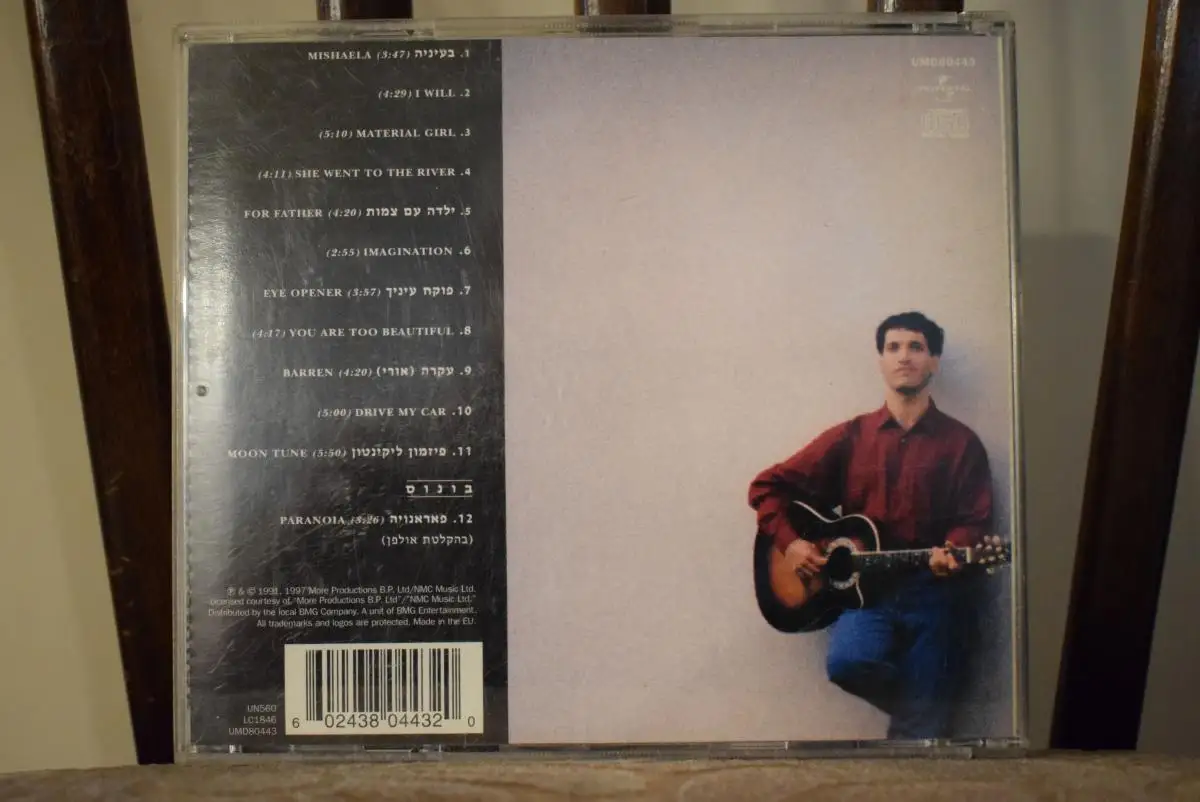 1. בעיניה MISHAELA (3:47)
2. I WILL (4:29)
3. MATERIAL GIRL (5:10)
4. SHE WENT TO THE RIVER (4:11)
5. ילדה עם צמות FOR FATHER (4:20)
6. IMAGINATION (2:55)
7. פוקח עיניך EYE OPENER (3:57)
8. YOU ARE TOO BEAUTIFUL (4:17)
9. עקרה (אורי) BARREN (4:20)
10. DRIVE MY CAR (5:00)
11. פיזמון ליקינטון MOON TUNE (5:50)
בונוס
12. פאראנויה PARANOIA (3:26)
(בהקלטת אולפן)
℗ & © 1991, 1997 More Productions B.P. Ltd/NMC Music Ltd.
Licensed courtesy of "More Productions B.P. Ltd"/"NMC Music Ltd."
Distributed by the local BMG Company. A unit of BMG Entertainment.
All trademarks and logos are protected. Made in the EU.
UN560
LC1846
UMD80443
6 02438 04432 0
UMD80443
UNIVERSAL